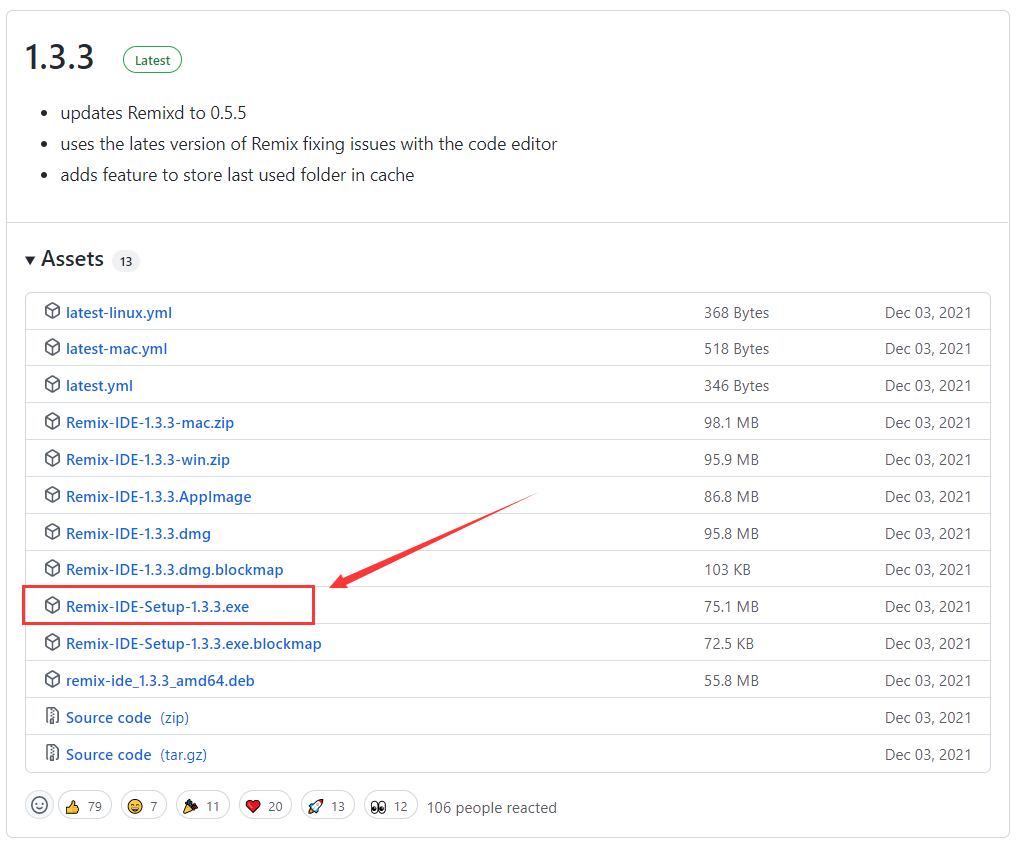 1.3.3 Latest
updates Remixd to 0.5.5
uses the lates version of Remix fixing issues with the code editor
adds feature to store last used folder in cache
Assets 13
latest-linux.yml 368 Bytes Dec 03, 2021
latest-mac.yml 518 Bytes Dec 03, 2021
latest.yml 346 Bytes Dec 03, 2021
Remix-IDE-1.3.3-mac.zip 98.1 MB Dec 03, 2021
Remix-IDE-1.3.3-win.zip 95.9 MB Dec 03, 2021
Remix-IDE-1.3.3.AppImage 86.8 MB Dec 03, 2021
Remix-IDE-1.3.3.dmg 95.8 MB Dec 03, 2021
Remix-IDE-1.3.3.dmg.blockmap 103 KB Dec 03, 2021
Remix-IDE-Setup-1.3.3.exe 75.1 MB Dec 03, 2021
Remix-IDE-Setup-1.3.3.exe.blockmap 72.5 KB Dec 03, 2021
remix-ide_1.3.3_amd64.deb 55.8 MB Dec 03, 2021
Source code (zip) Dec 03, 2021
Source code (tar.gz) Dec 03, 2021
79 7 11 20 13 12 106 people reacted